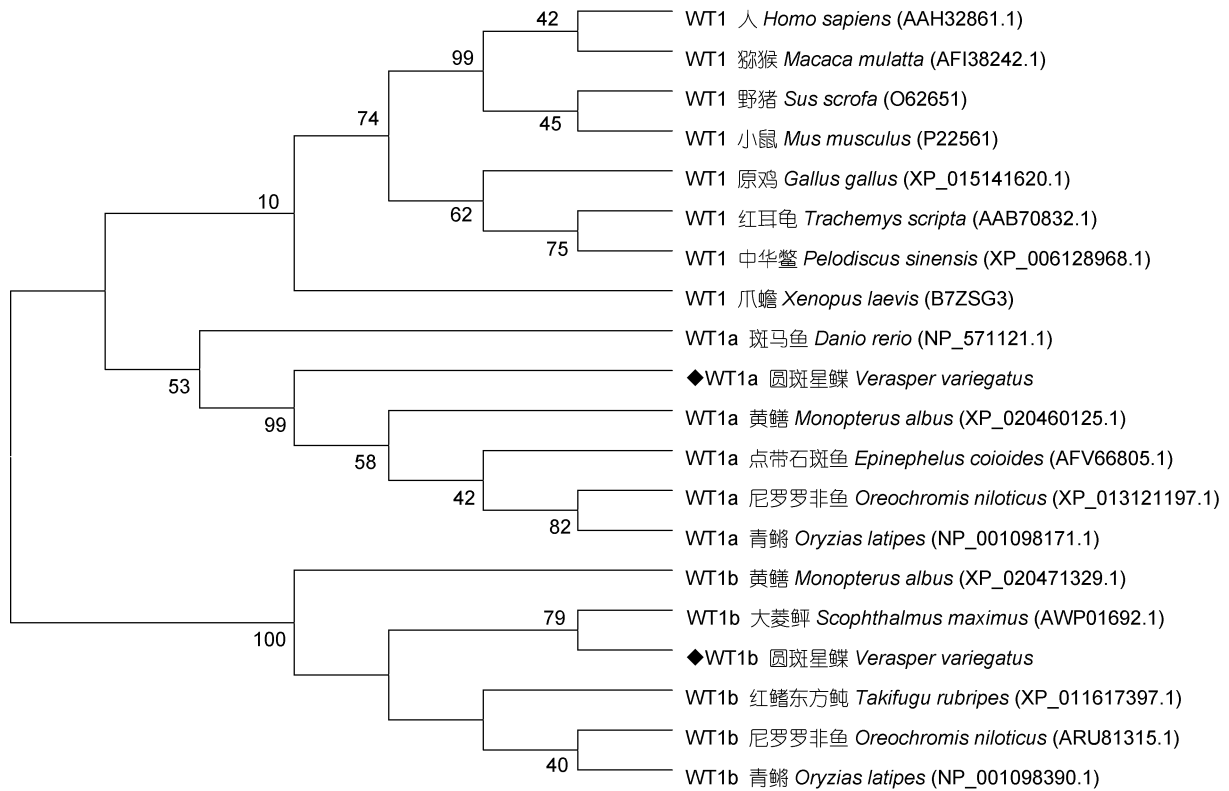 42
WT1 人 Homo sapiens (AAH32861.1)
99
WT1 猕猴 Macaca mulatta (AFI38242.1)
WT1 野猪 Sus scrofa (O62651)
74
45
WT1 小鼠 Mus musculus (P22561)
WT1 原鸡 Gallus gallus (XP_015141620.1)
10
62
WT1 红耳龟 Trachemys scripta (AAB70832.1)
75
WT1 中华鳖 Pelodiscus sinensis (XP_006128968.1)
WT1 爪蟾 Xenopus laevis (B7ZSG3)
WT1a 斑马鱼 Danio rerio (NP_571121.1)
53
◆WT1a 圆斑星鲽 Verasper variegatus
99
WT1a 黄鳝 Monopterus albus (XP_020460125.1)
58
WT1a 点带石斑鱼 Epinephelus coioides (AFV66805.1)
42
WT1a 尼罗罗非鱼 Oreochromis niloticus (XP_013121197.1)
82
WT1a 青鳉 Oryzias latipes (NP_001098171.1)
WT1b 黄鳝 Monopterus albus (XP_020471329.1)
79
WT1b 大菱鲆 Scophthalmus maximus (AWP01692.1)
100
◆WT1b 圆斑星鲽 Verasper variegatus
WT1b 红鳍东方鲀 Takifugu rubripes (XP_011617397.1)
WT1b 尼罗罗非鱼 Oreochromis niloticus (ARU81315.1)
40
WT1b 青鳉 Oryzias latipes (NP_001098390.1)